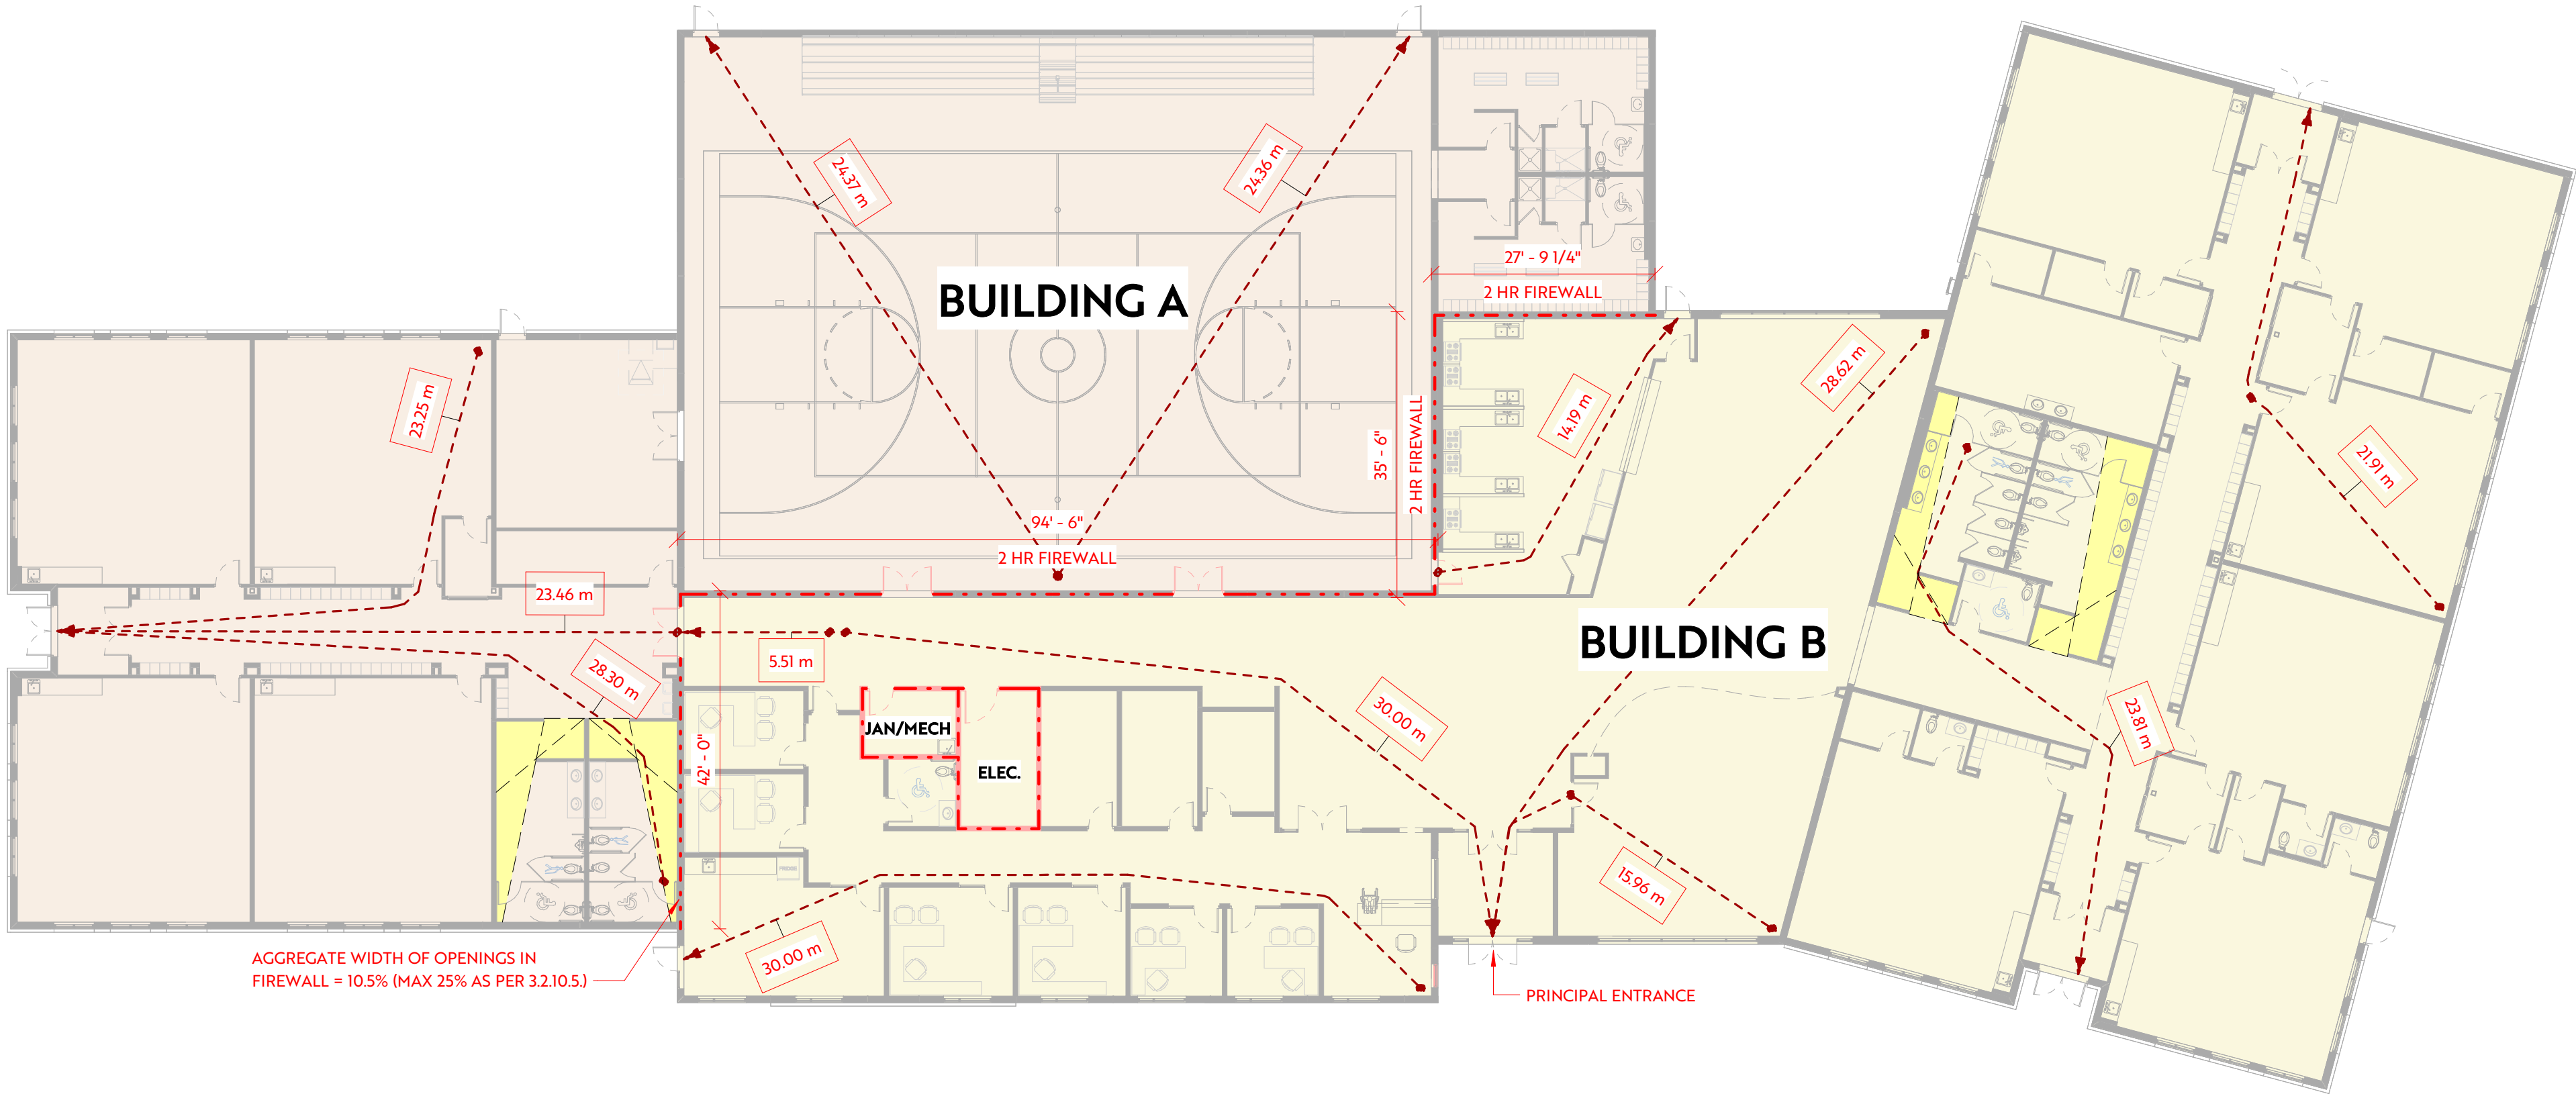 24.37 m
24.36 m
BUILDING A
27' - 9 1/4"
2 HR FIREWALL
23.25 m
28.62 m
14.19 m
35' - 6"
2 HR FIREWALL
21.91 m
94' - 6"
2 HR FIREWALL
23.46 m
5.51 m
BUILDING B
28.30 m
30.00 m
23.81 m
JAN/MECH
42' - 0"
ELEC.
15.96 m
30.00 m
AGGREGATE WIDTH OF OPENINGS IN
FIREWALL = 10.5% (MAX 25% AS PER 3.2.10.5.)
PRINCIPAL ENTRANCE